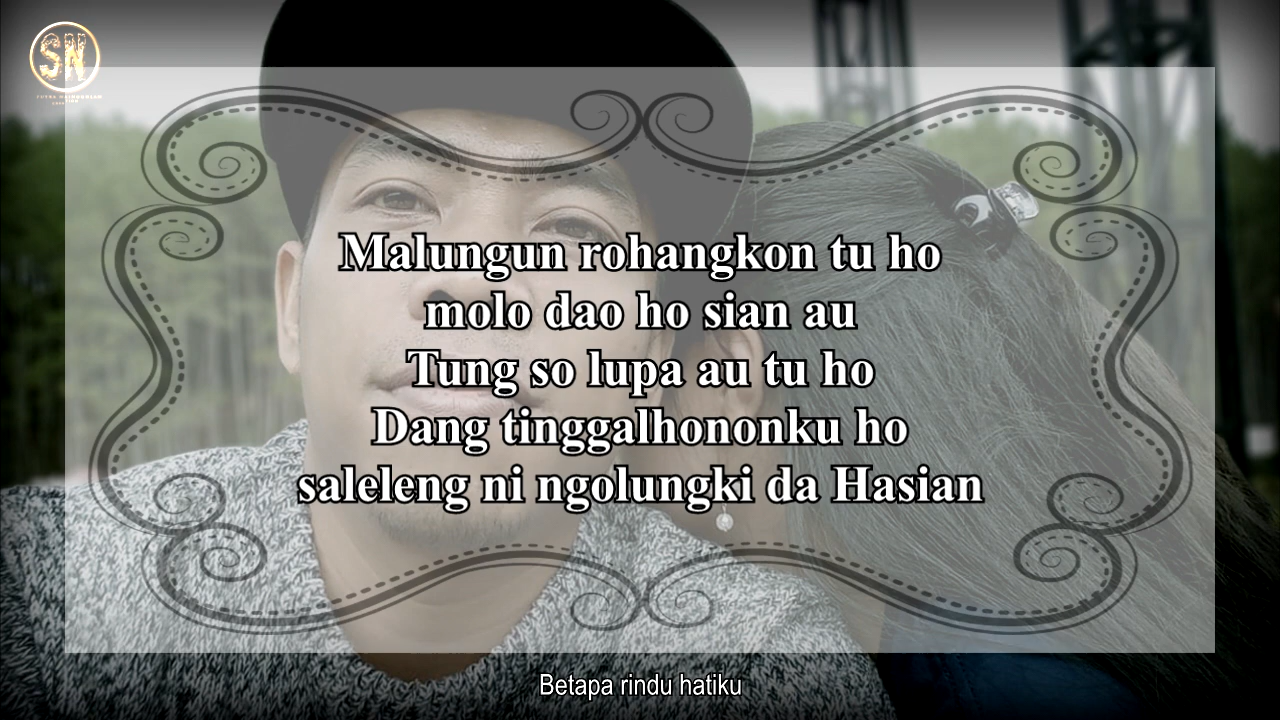 SN
Malungun rohangkon tu ho
molo dao ho sian au
Tung so lupa au tu ho
Dang tinggalhononku ho
saleleng ni ngolungki da Hasian
Betapa rindu hatiku